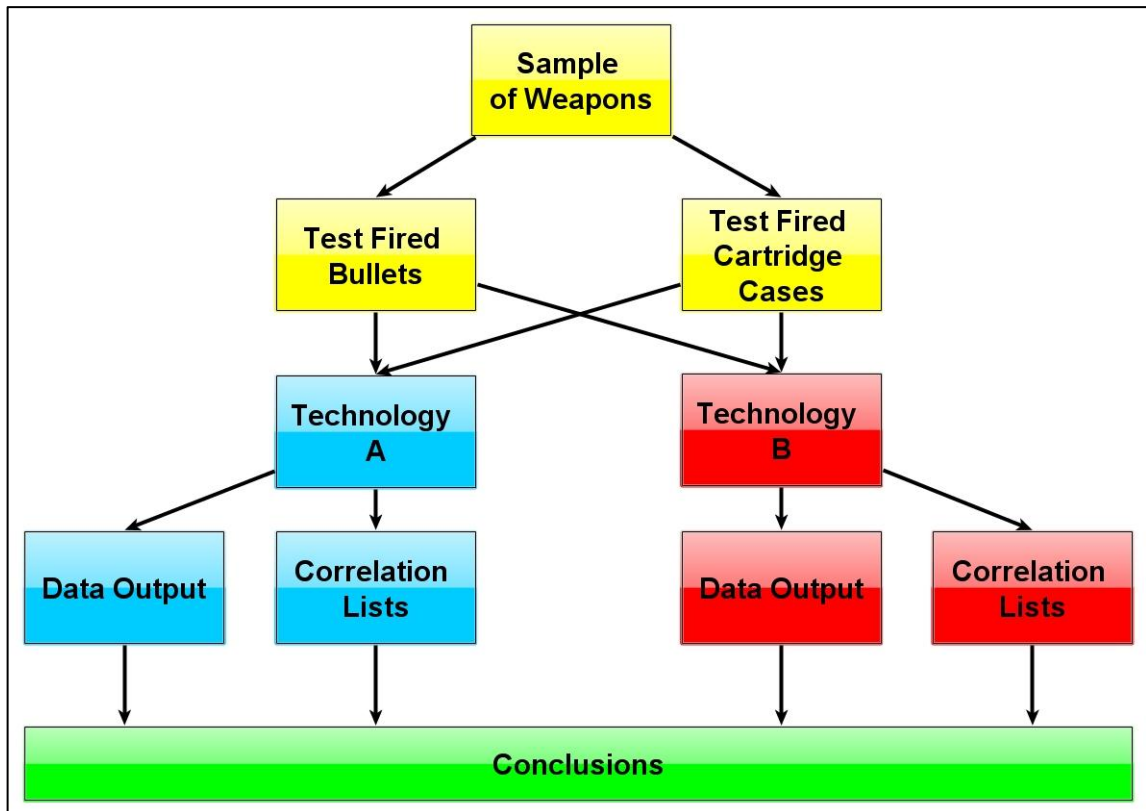 Sample
of Weapons
Test Fired
Bullets
Test Fired
Cartridge
Cases
Technology
A
Technology
B
Data Output
Correlation
Lists
Data Output
Correlation
Lists
Conclusions